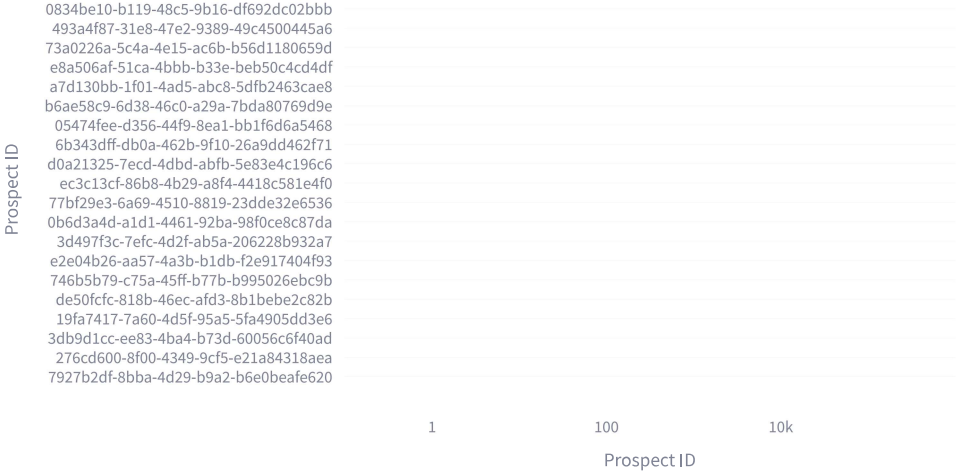 0834be10-b119-48c5-9b16-df692dc02bbb
493a4f87-31e8-47e2-9389-49c4500445a6
73a0226a-5c4a-4e15-ac6b-b56d1180659d
e8a506af-51ca-4bbb-b33e-beb50c4cd4df
a7d130bb-1f01-4ad5-abc8-5dfb2463cae8
b6ae58c9-6d38-46c0-a29a-7bda80769d9e
05474fee-d356-44f9-8ea1-bb1f6d6a5468
6b343dff-db0a-462b-9f10-26a9dd462f71
d0a21325-7ecd-4dbd-abfb-5e83e4c196c6
ec3c13cf-86b8-4b29-a8f4-4418c581e4f0
77bf29e3-6a69-4510-8819-23dde32e6536
0b6d3a4d-a1d1-4461-92ba-98f0ce8c87da
3d497f3c-7efc-4d2f-ab5a-206228b932a7
e2e04b26-aa57-4a3b-b1db-f2e917404f93
746b5b79-c75a-45ff-b77b-b995026ebc9b
de50fcfc-818b-46ec-afd3-8b1bebe2c82b
19fa7417-7a60-4d5f-95a5-5fa4905dd3e6
3db9d1cc-ee83-4ba4-b73d-60056c6f40ad
276cd600-8f00-4349-9cf5-e21a84318aea
7927b2df-8bba-4d29-b9a2-b6e0beafe620
Prospect ID
1 100 10k
Prospect ID